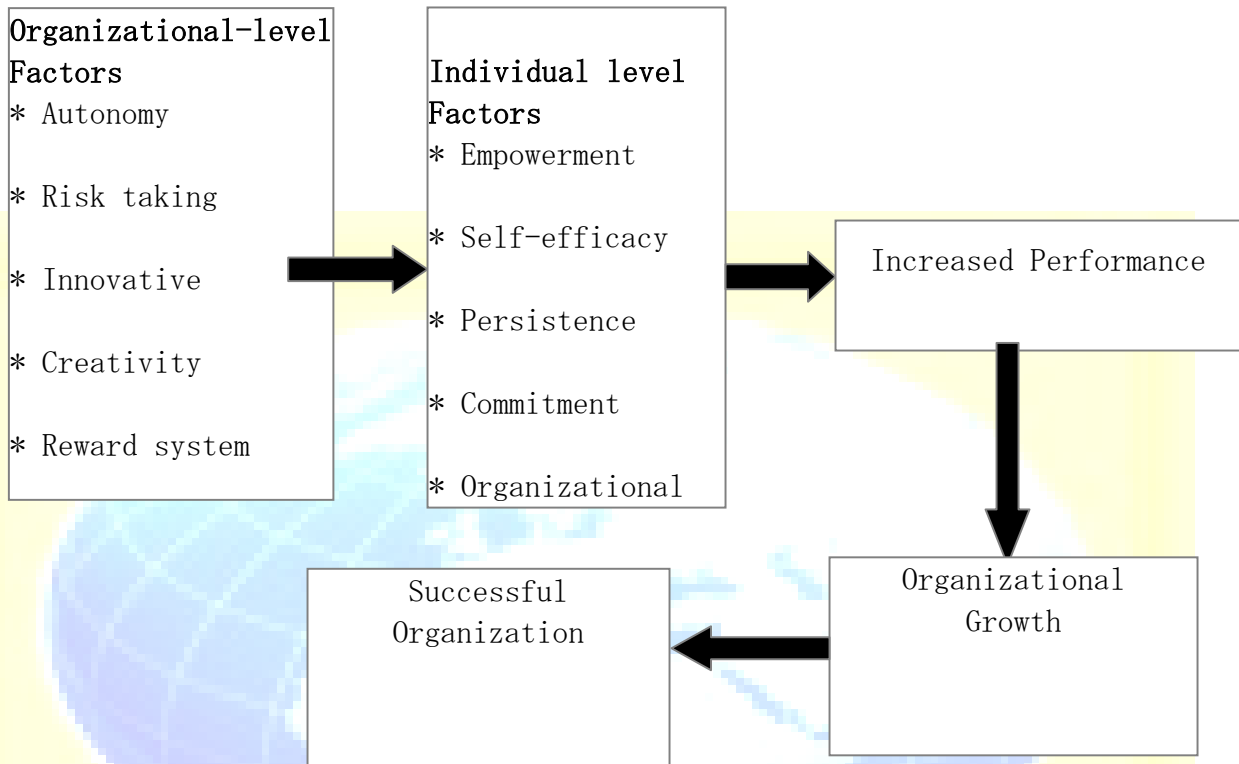 Organizational-level
Factors
* Autonomy
* Risk taking
* Innovative
* Creativity
* Reward system
Individual level
Factors
* Empowerment
* Self-efficacy
* Persistence
* Commitment
* Organizational
Increased Performance
Organizational
Growth
Successful
Organization